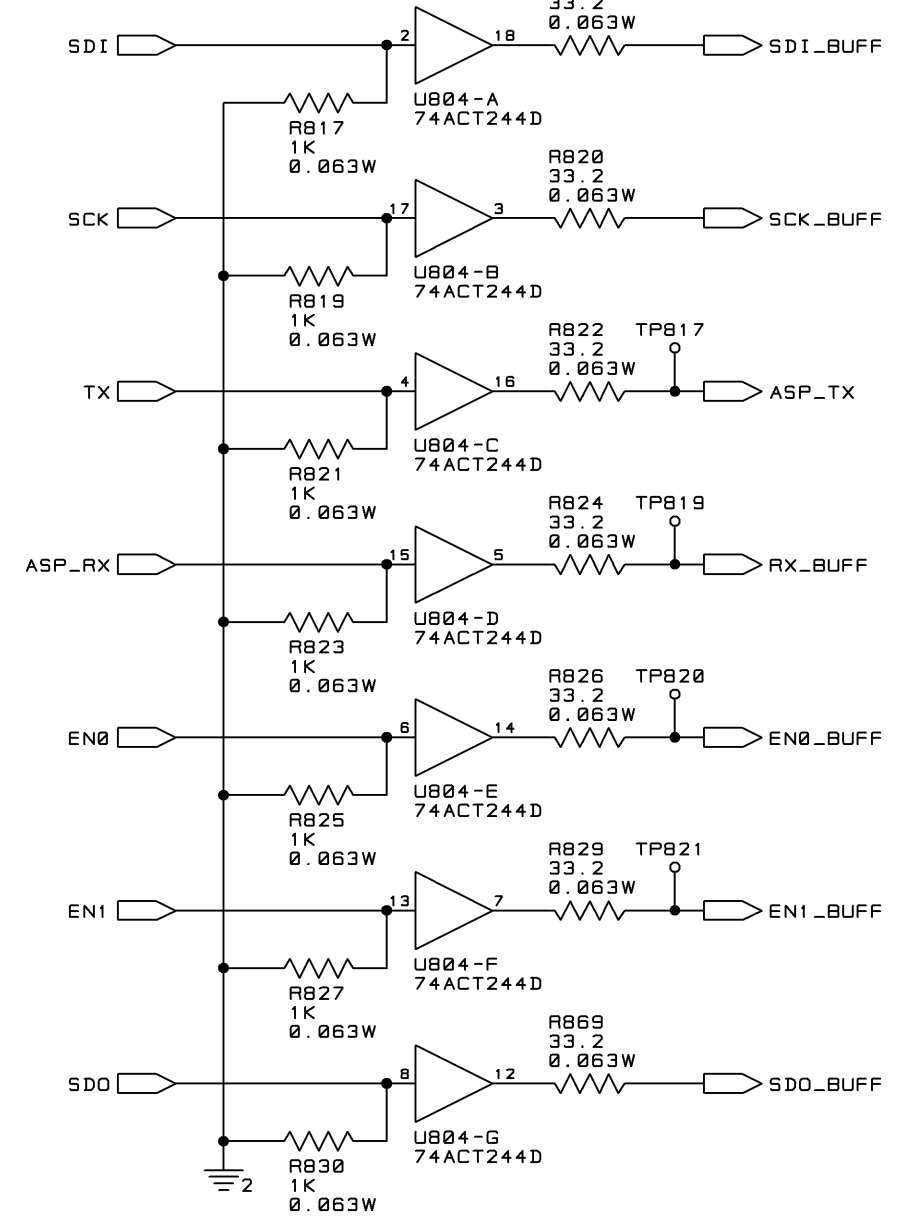 33.2
0.063W
SDI
2
18
SDI_BUFF
U804-A
74ACT244D
R817
1K
0.063W
R820
33.2
0.063W
SCK
17
3
SCK_BUFF
U804-B
74ACT244D
R819
1K
0.063W
R822
33.2
0.063W
TP817
TX
4
16
ASP_TX
U804-C
74ACT244D
R821
1K
0.063W
R824
33.2
0.063W
TP819
ASP_RX
15
5
RX_BUFF
U804-D
74ACT244D
R823
1K
0.063W
R826
33.2
0.063W
TP820
EN0
6
14
EN0_BUFF
U804-E
74ACT244D
R825
1K
0.063W
R829
33.2
0.063W
TP821
EN1
13
7
EN1_BUFF
U804-F
74ACT244D
R827
1K
0.063W
R869
33.2
0.063W
SDO
8
12
SDO_BUFF
U804-G
74ACT244D
R830
1K
0.063W
2